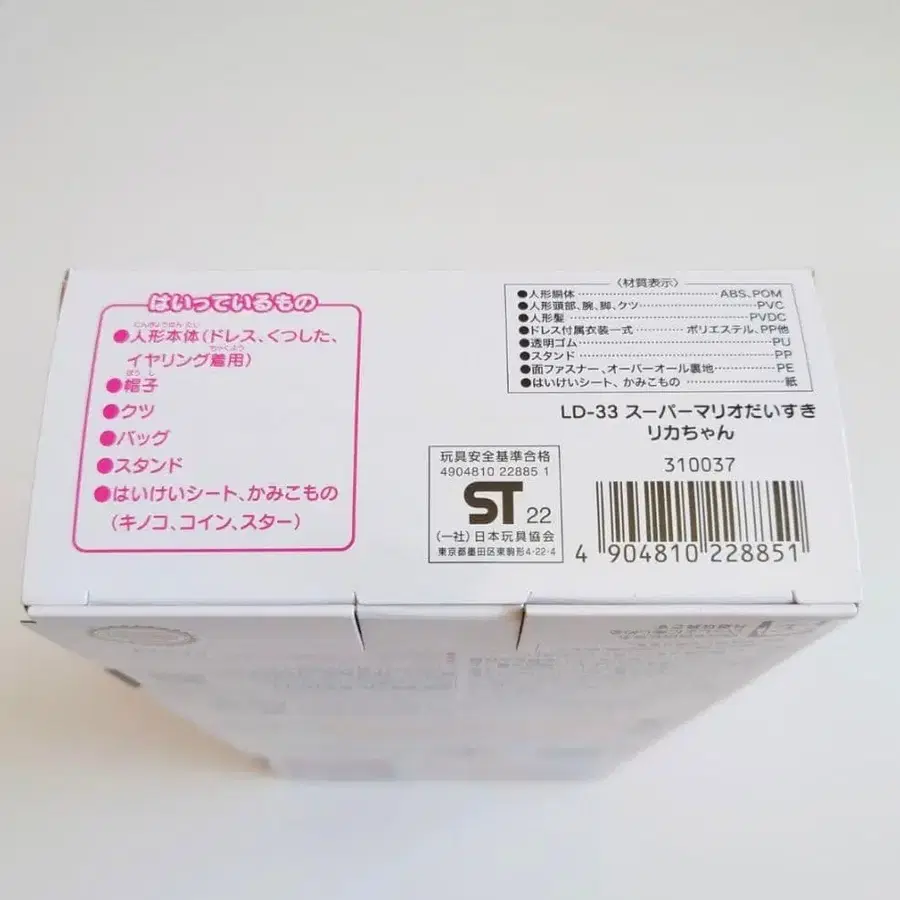 はいっているもの
●人形本体(ドレス、くつした、
イヤリング着用)
●帽子
●クツ
●バッグ
●スタンド
●はいけいシート、かみこもの
(キノコ、コイン、スター)
〈材質表示〉
●人形胴体 ABS、POM
●人形頭部、腕、脚、クツ PVC
●人形髪 PVDC
●ドレス付属衣装一式 ポリエステル、PP他
●透明ゴム PU
●スタンド PP
●面ファスナー、オーバーオール裏地 PE
●はいけいシート、かみこもの 紙
LD-33 スーパーマリオだいすき
リカちゃん
310037
4 904810 228851
玩具安全基準合格
4904810 22885 1
ST 22
(一社)日本玩具協会
東京都墨田区東駒形4-22-4